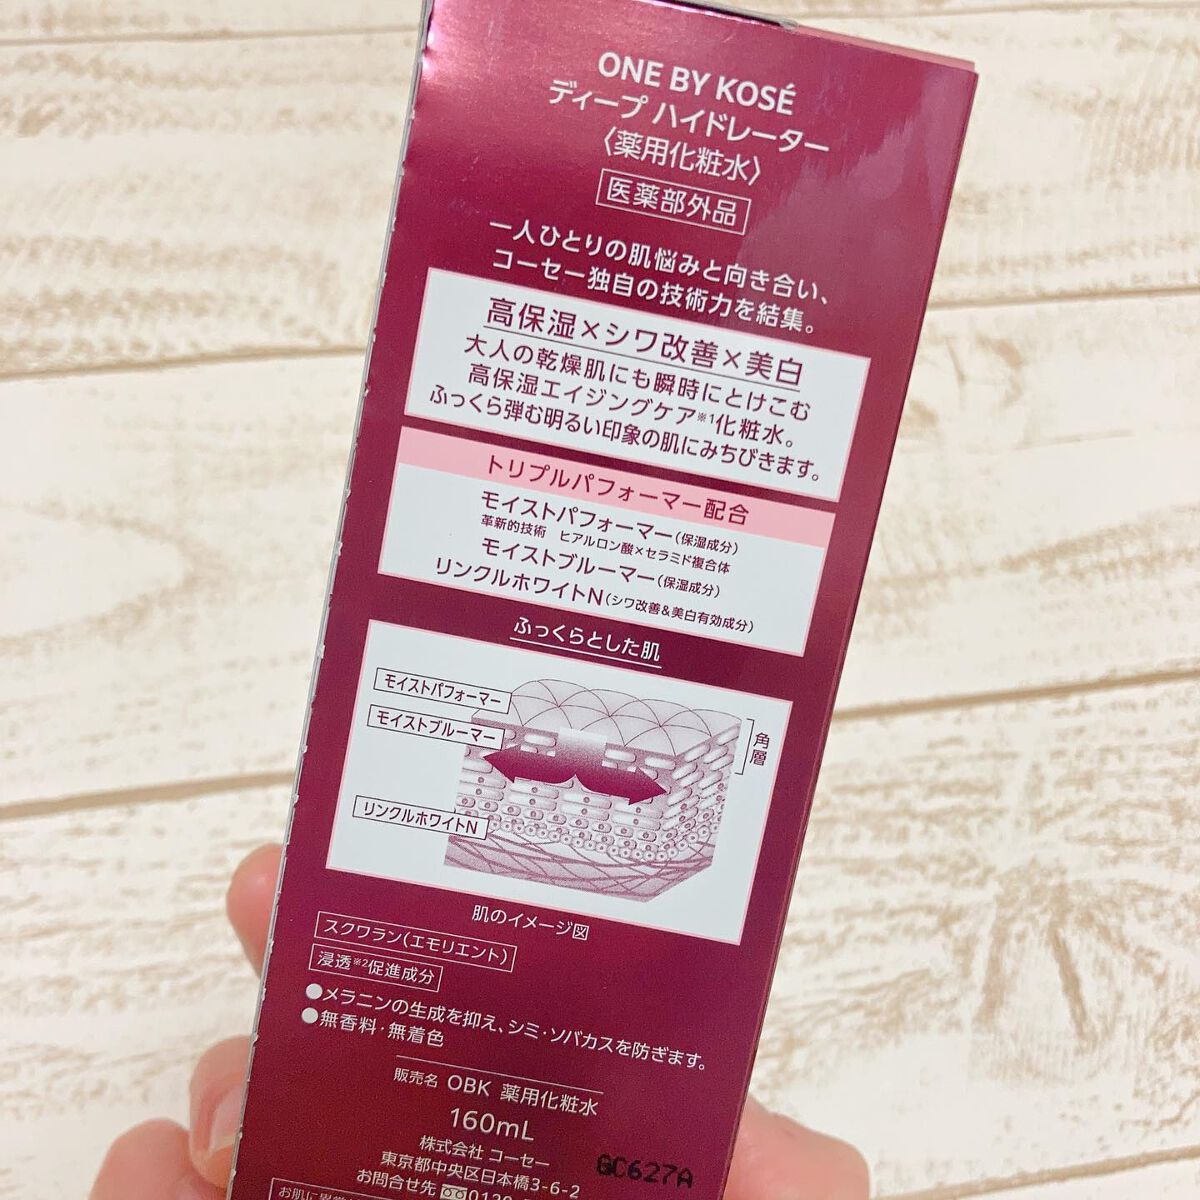 ONE BY KOSÉ
ディープ ハイドレーター
〈薬用化粧水〉
医薬部外品
一人ひとりの肌悩みと向き合い、
コーセー独自の技術力を結集。
高保湿×シワ改善×美白
大人の乾燥肌にも瞬時にとけこむ
高保湿エイジングケア※1化粧水。
ふっくら弾む明るい印象の肌にみちびきます。
トリプルパフォーマー配合
モイストパフォーマー(保湿成分)
革新的技術 ヒアルロン酸×セラミド複合体
モイストブルーマー(保湿成分)
リンクルホワイトN(シワ改善&美白有効成分)
ふっくらとした肌
モイストパフォーマー
モイストブルーマー
角層
リンクルホワイトN
肌のイメージ図
スクワラン(エモリエント)
浸透※2促進成分
●メラニンの生成を抑え、シミ・ソバカスを防ぎます。
●無香料・無着色
販売名 OBK 薬用化粧水
160mL
株式会社 コーセー
東京都中央区日本橋3-6-2
GC627A
お問合せ先 0120
お肌に異常